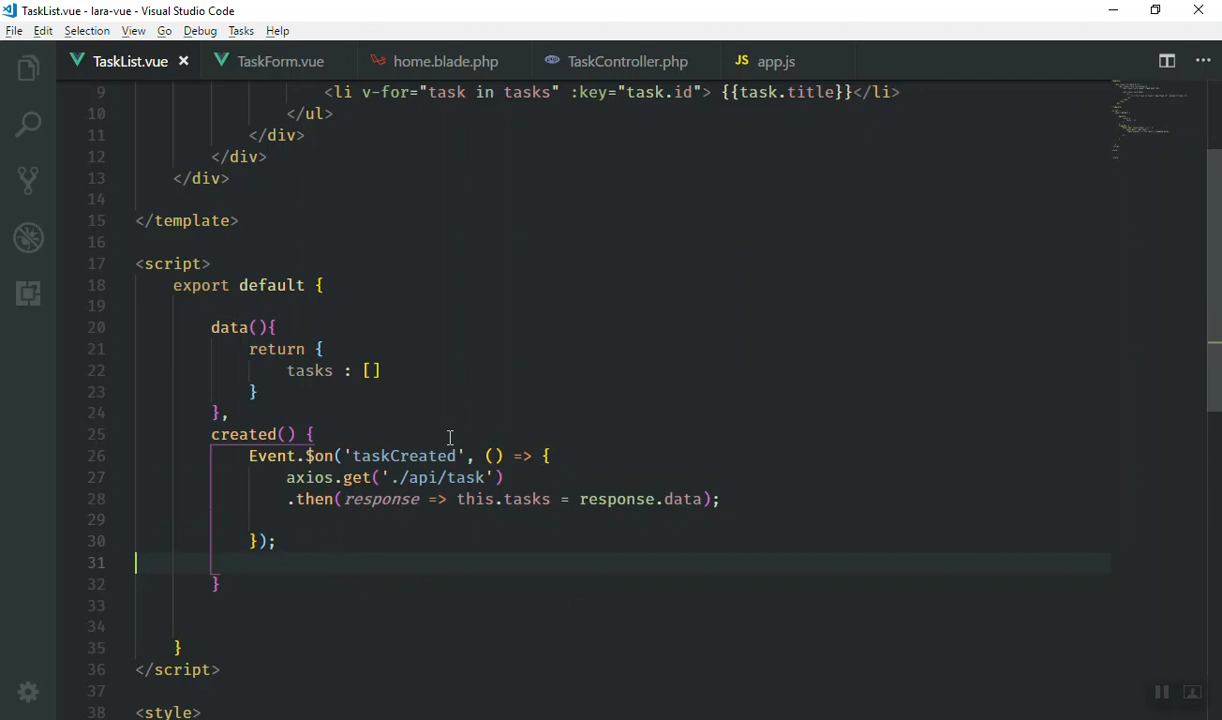 TaskList.vue - lara-vue - Visual Studio Code
File Edit Selection View Go Debug Tasks Help
TaskList.vue TaskForm.vue home.blade.php TaskController.php JS app.js
9 <li v-for="task in tasks" :key="task.id"> {{task.title}}</li>
10 </ul>
11 </div>
12 </div>
13 </div>
14
15 </template>
16
17 <script>
18 export default {
19
20 data(){
21 return {
22 tasks : []
23 }
24 },
25 created() {
26 Event.$on('taskCreated', () => {
27 axios.get('./api/task')
28 .then(response => this.tasks = response.data);
29
30 });
31
32 }
33
34
35 }
36 </script>
37
38 <style>